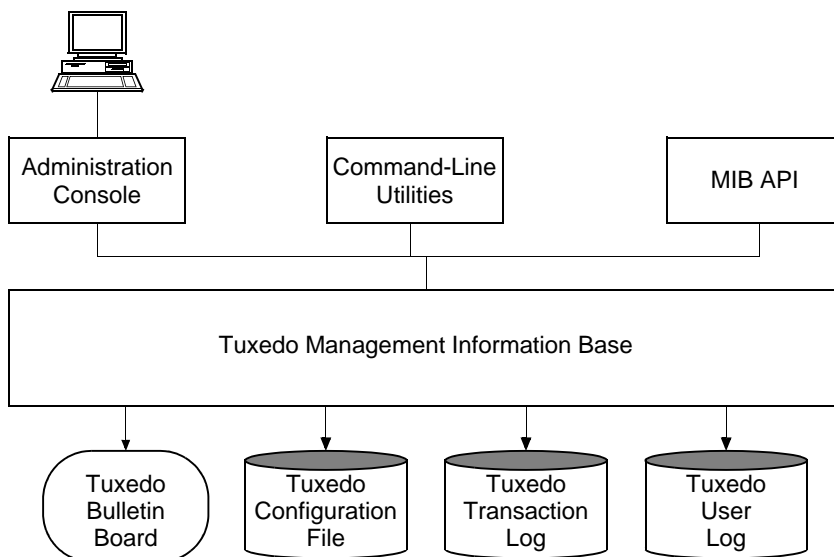 Administration
Console
Command-Line
Utilities
MIB API
Tuxedo Management Information Base
Tuxedo
Bulletin
Board
Tuxedo
Configuration
File
Tuxedo
Transaction
Log
Tuxedo
User
Log